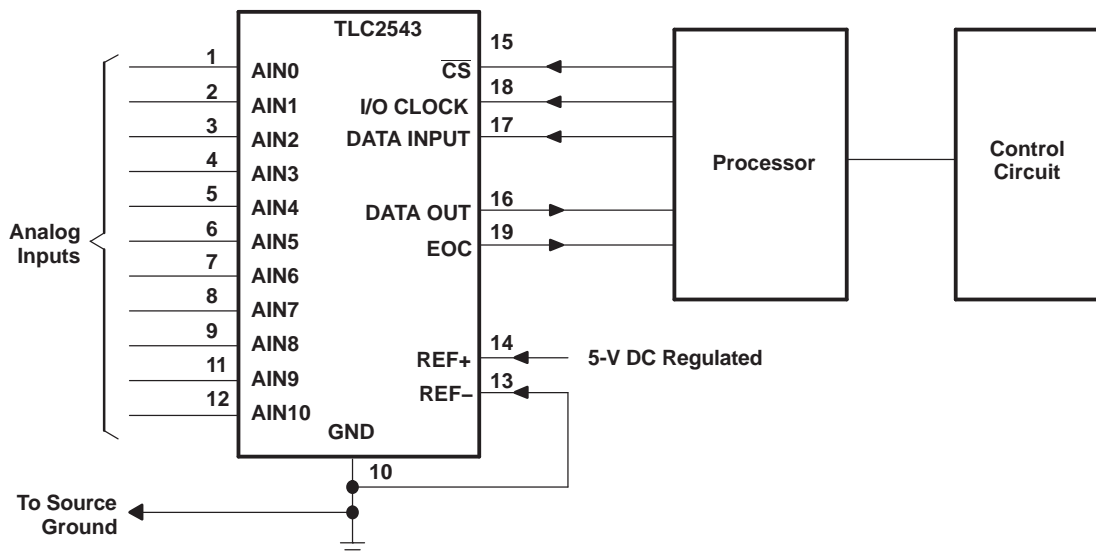 TLC2543
1
AIN0
2
AIN1
3
AIN2
4
AIN3
5
AIN4
6
AIN5
7
AIN6
8
AIN7
9
AIN8
11
AIN9
12
AIN10
Analog
Inputs
15
CS
18
I/O CLOCK
17
DATA INPUT
16
DATA OUT
19
EOC
14
REF+
5-V DC Regulated
13
REF–
GND
10
To Source
Ground
Processor
Control
Circuit